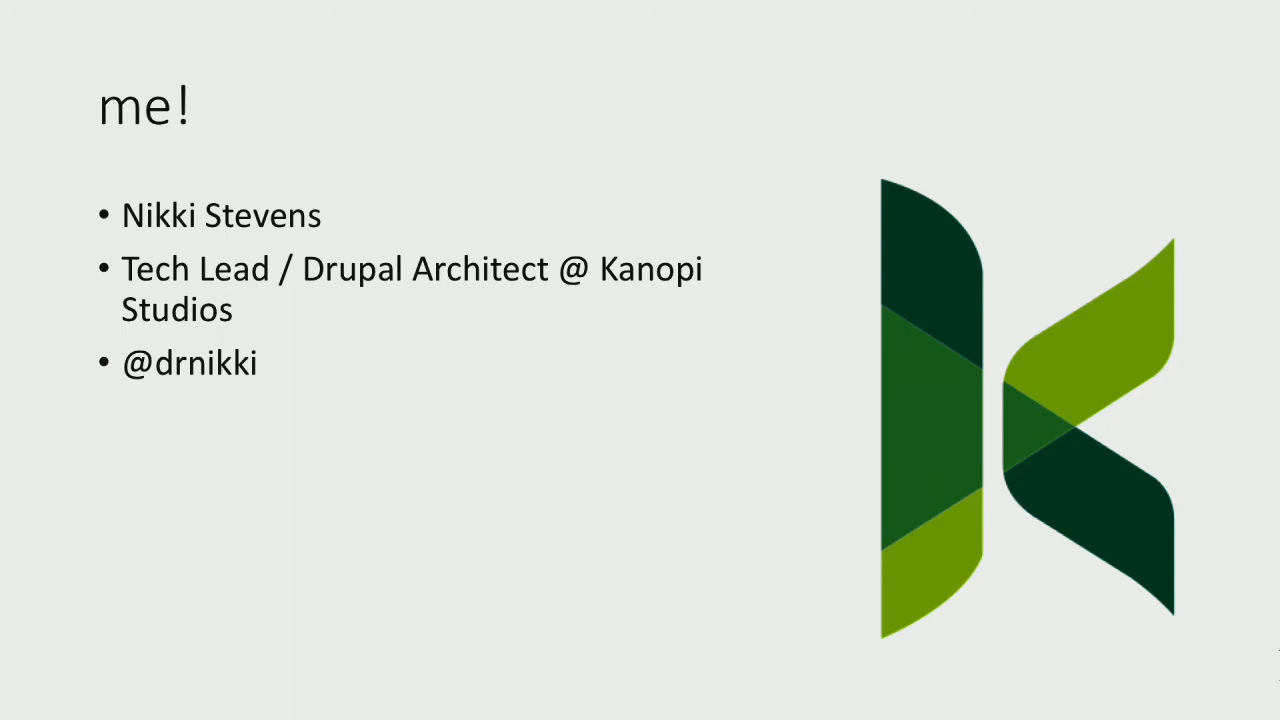 me!
• Nikki Stevens
• Tech Lead / Drupal Architect @ Kanopi
Studios
• @drnikki